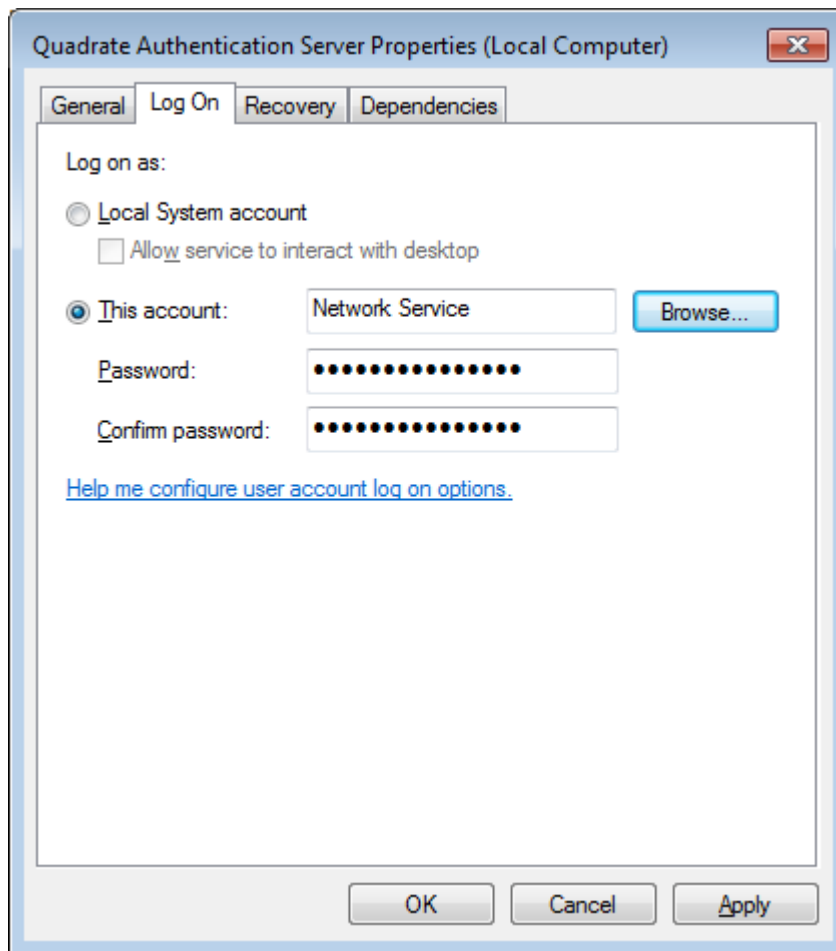 Quadrate Authentication Server Properties (Local Computer)
General Log On Recovery Dependencies
Log on as:
Local System account
Allow service to interact with desktop
This account: Network Service Browse...
Password: •••••••••••••••
Confirm password: •••••••••••••••
Help me configure user account log on options.
OK Cancel Apply